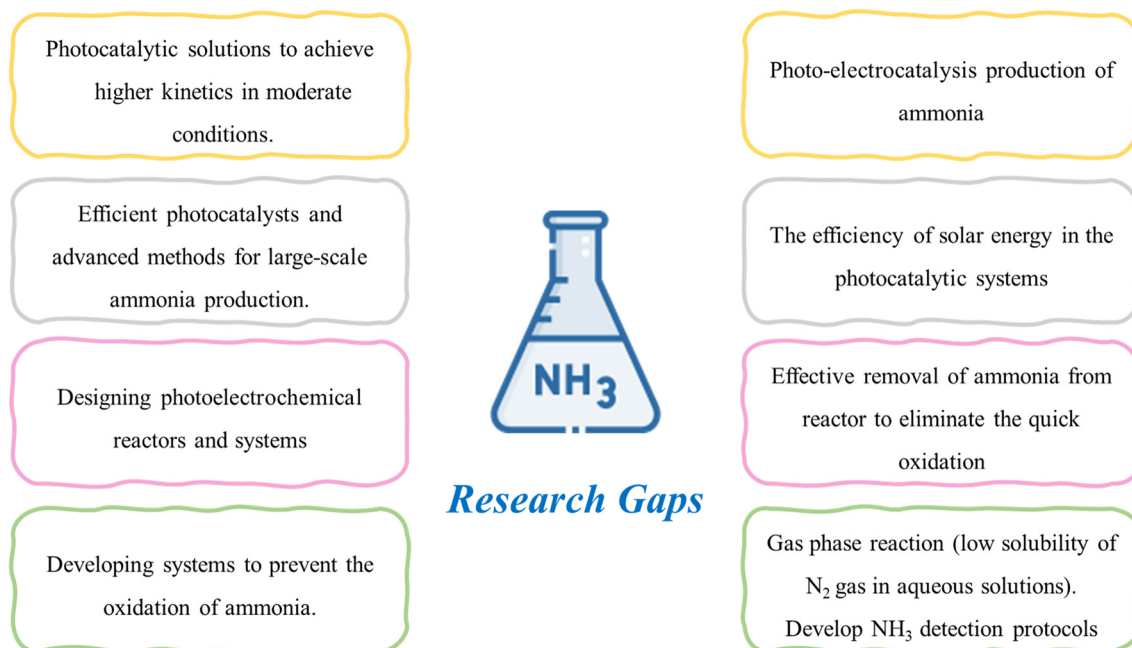 Photocatalytic solutions to achieve
higher kinetics in moderate
conditions.
Efficient photocatalysts and
advanced methods for large-scale
ammonia production.
Designing photoelectrochemical
reactors and systems
Developing systems to prevent the
oxidation of ammonia.
NH3
Research Gaps
Photo-electrocatalysis production of
ammonia
The efficiency of solar energy in the
photocatalytic systems
Effective removal of ammonia from
reactor to eliminate the quick
oxidation
Gas phase reaction (low solubility of
N2 gas in aqueous solutions).
Develop NH3 detection protocols